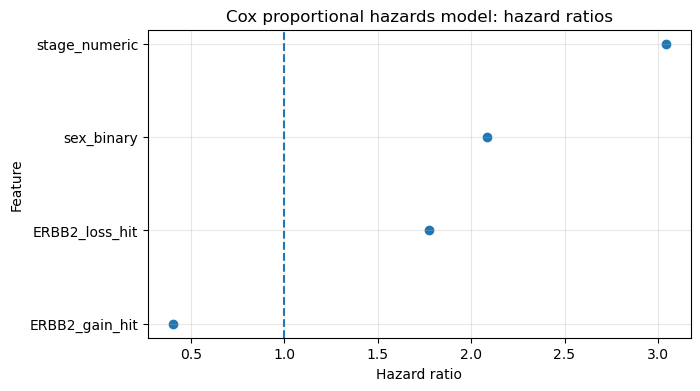 Cox proportional hazards model: hazard ratios
stage_numeric
sex_binary
ERBB2_loss_hit
ERBB2_gain_hit
Feature
0.5 1.0 1.5 2.0 2.5 3.0
Hazard ratio